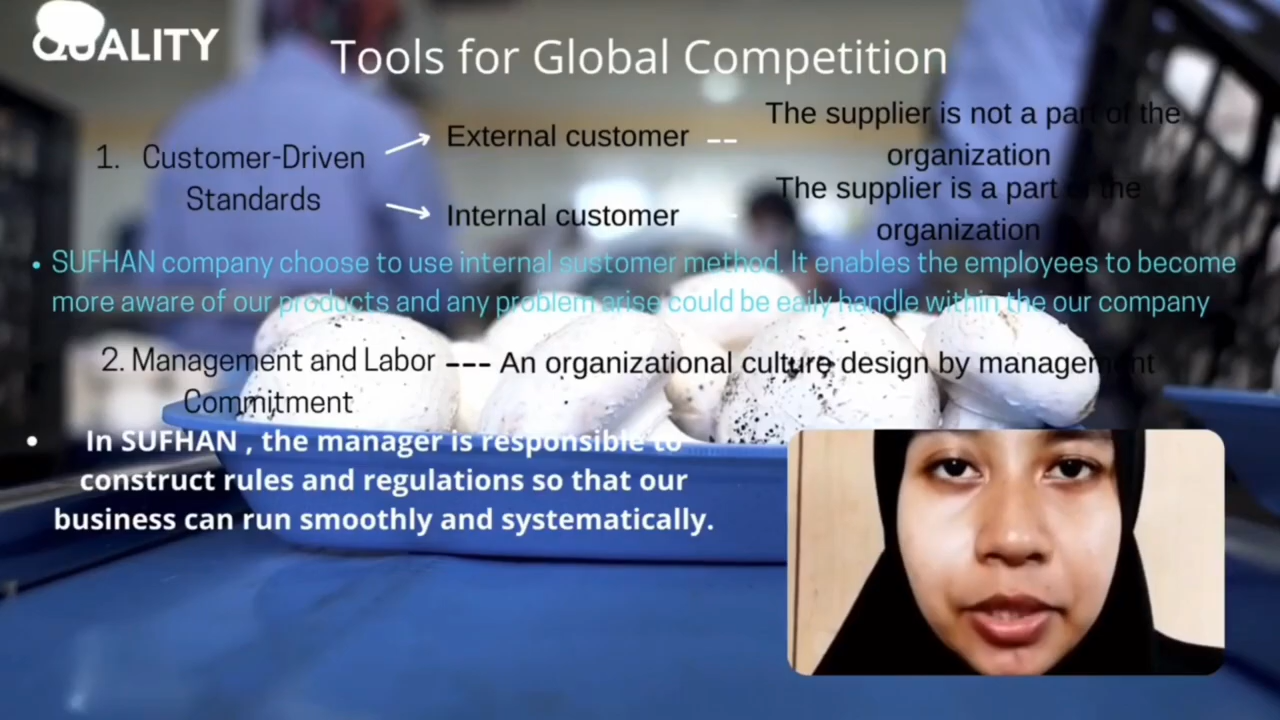 QUALITY
Tools for Global Competition
1. Customer-Driven
Standards
External customer --
The supplier is not a part of the
organization
Internal customer -
The supplier is a part of the
organization
• SUFHAN company choose to use internal sustomer method. It enables the employees to become
more aware of our products and any problem arise could be eaily handle within the our company
2. Management and Labor
Commitment
--- An organizational culture design by management
• In SUFHAN , the manager is responsible to
construct rules and regulations so that our
business can run smoothly and systematically.